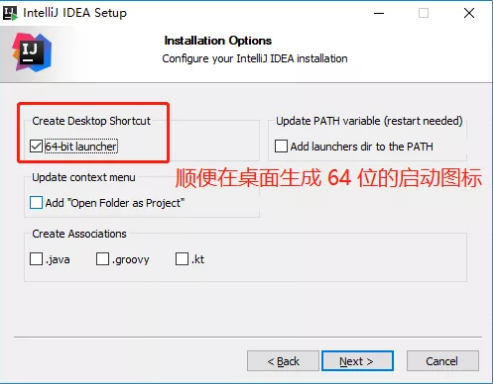 IntelliJ IDEA Setup
IJ
Installation Options
Configure your IntelliJ IDEA installation
Create Desktop Shortcut
64-bit launcher
Update PATH variable (restart needed)
Add launchers dir to the PATH
顺便在桌面生成 64 位的启动图标
Update context menu
Add "Open Folder as Project"
Create Associations
.java .groovy .kt
< Back Next > Cancel